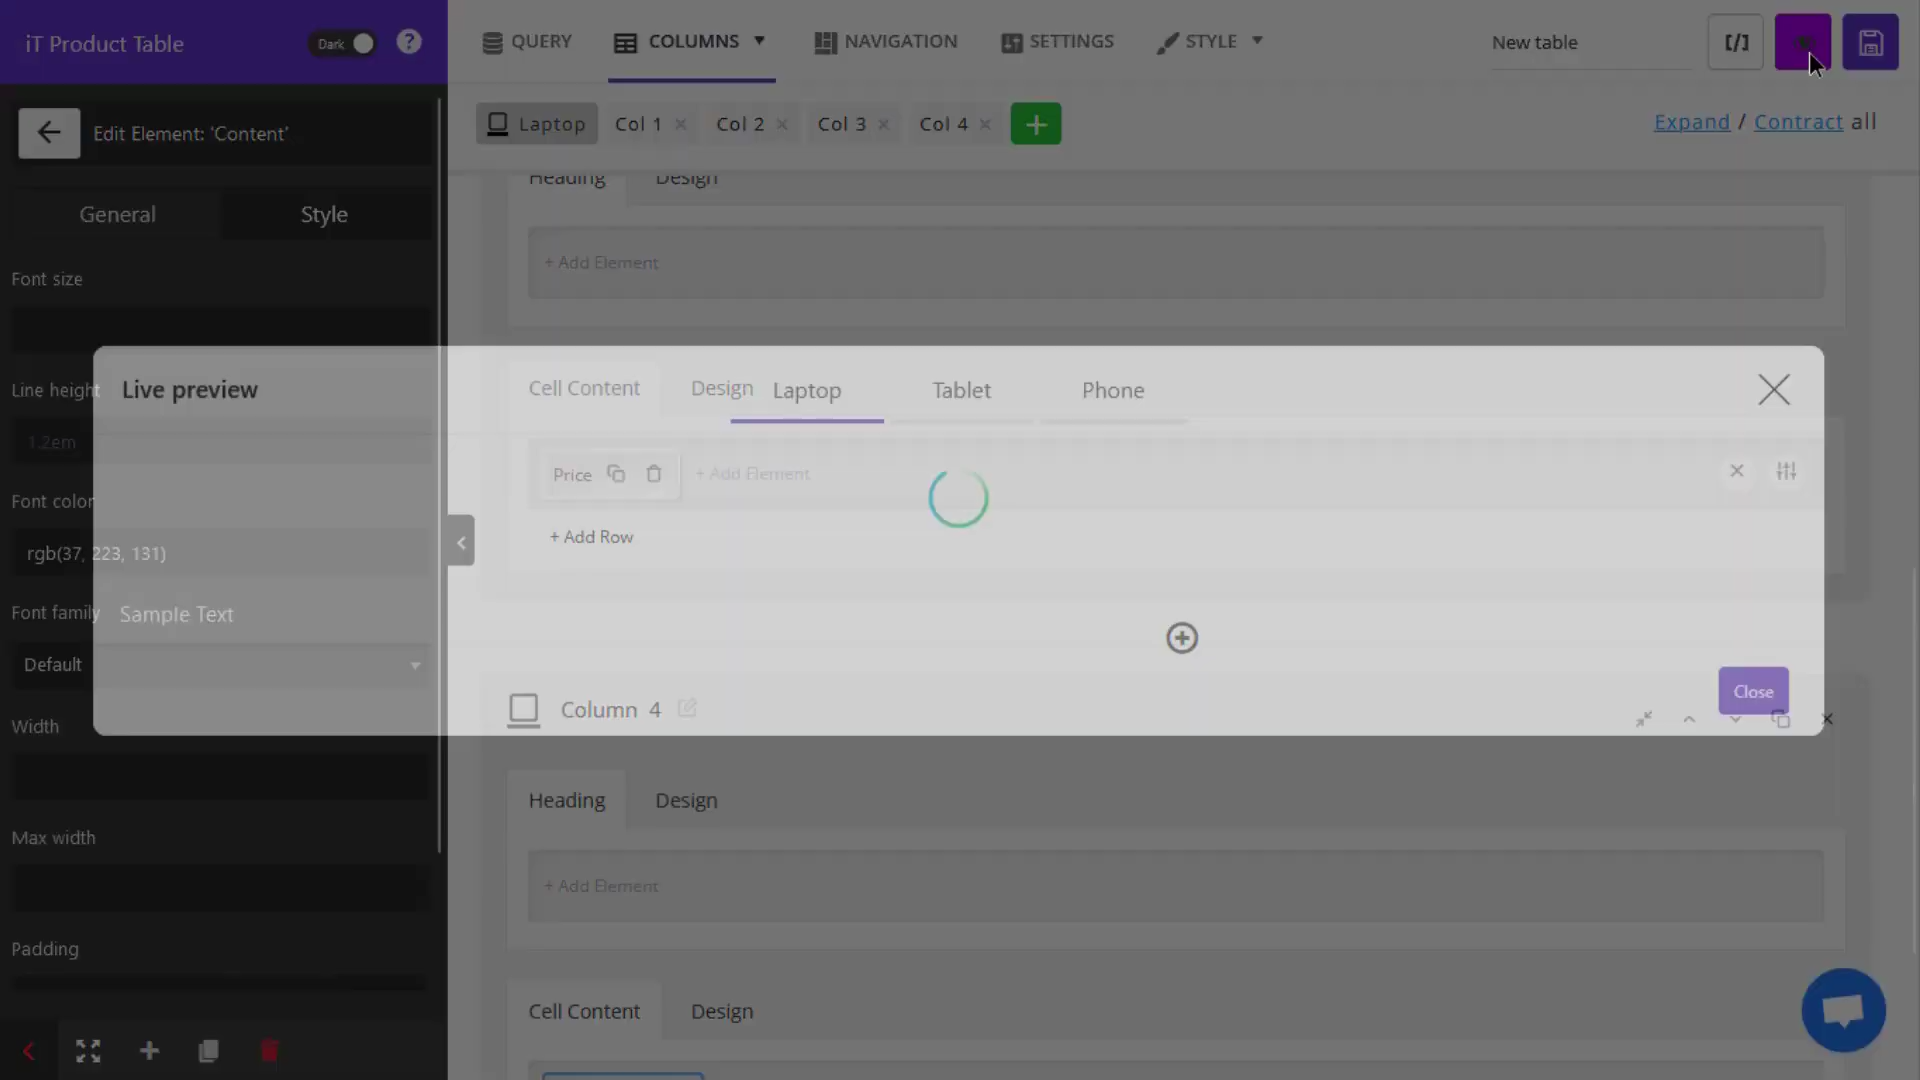 iT Product Table
Dark
?
QUERY
COLUMNS
NAVIGATION
SETTINGS
STYLE
New table
[/]
Edit Element: 'Content'
Laptop
Col 1
Col 2
Col 3
Col 4
Expand / Contract all
General
Style
Heading
Design
Font size
+ Add Element
Line height
Live preview
Cell Content
Design
Laptop
Tablet
Phone
1.2em
Price
+ Add Element
Font color
+ Add Row
rgb(37, 223, 131)
Font family
Sample Text
Default
Close
Width
Column 4
Heading
Design
Max width
+ Add Element
Padding
Cell Content
Design